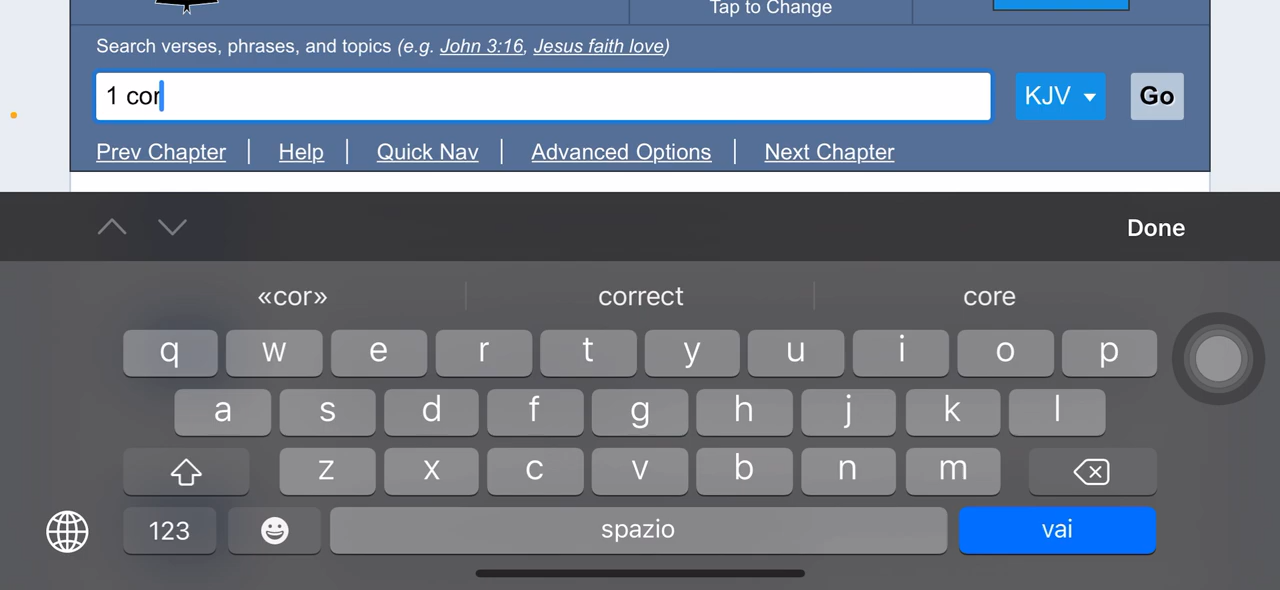 Tap to Change
Search verses, phrases, and topics (e.g. John 3:16, Jesus faith love)
1 cor KJV Go
Prev Chapter | Help | Quick Nav | Advanced Options | Next Chapter
Done
«cor» correct core
q w e r t y u i o p
a s d f g h j k l
z x c v b n m
123 spazio vai